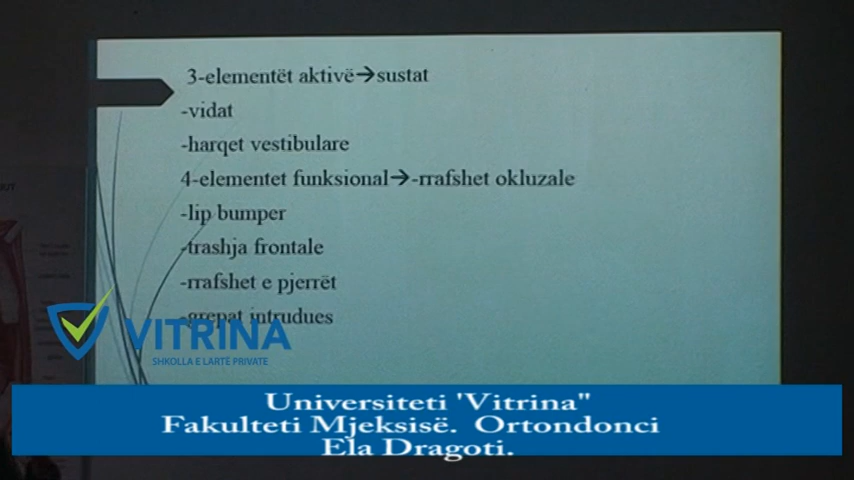 3-elementët aktivë→sustat
-vidat
-harqet vestibulare
4-elementet funksional→-rrafshet okluzale
-lip bumper
-trashja frontale
-rrafshet e pjerrët
-grepat intrudues
VITRINA
SHKOLLA E LARTË PRIVATE
Universiteti 'Vitrina"
Fakulteti Mjeksisë. Ortondonci
Ela Dragoti.